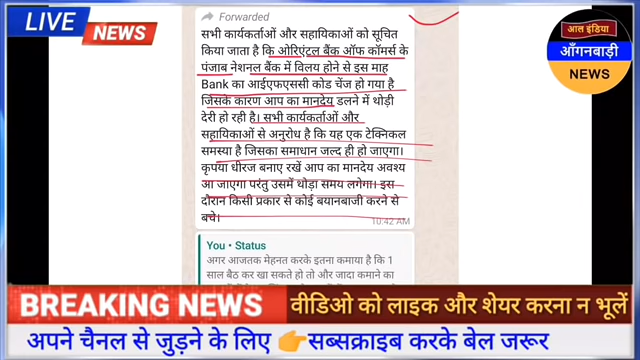 LIVE NEWS
आल इंडिया
आँगनबाड़ी
NEWS
Forwarded
सभी कार्यकर्ताओं और सहायिकाओं को सूचित
किया जाता है कि ओरिएंटल बैंक ऑफ कॉमर्स के
पंजाब नेशनल बैंक में विलय होने से इस माह
Bank का आईएफएससी कोड चेंज हो गया है
जिसके कारण आप का मानदेय डलने में थोड़ी
देरी हो रही है। सभी कार्यकर्ताओं और
सहायिकाओं से अनुरोध है कि यह एक टेक्निकल
समस्या है जिसका समाधान जल्द ही हो जाएगा।
कृपया धीरज बनाए रखें आप का मानदेय अवश्य
आ जाएगा परंतु उसमें थोड़ा समय लगेगा। इस
दौरान किसी प्रकार से कोई बयानबाजी करने से
बचे।
10:42 AM
You • Status
अगर आजतक मेहनत करके इतना कमाया है कि 1
साल बैठ कर खा सकते हो तो और जादा कमाने का
BREAKING NEWS
वीडियो को लाइक और शेयर करना न भूलें
अपने चैनल से जुड़ने के लिए 👉सब्सक्राइब करके बेल जरूर